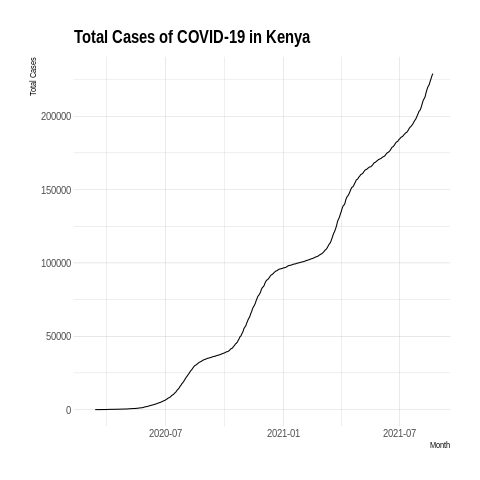 Total Cases of COVID-19 in Kenya
Total Cases
200000
150000
100000
50000
0
2020-07
2021-01
2021-07
Month